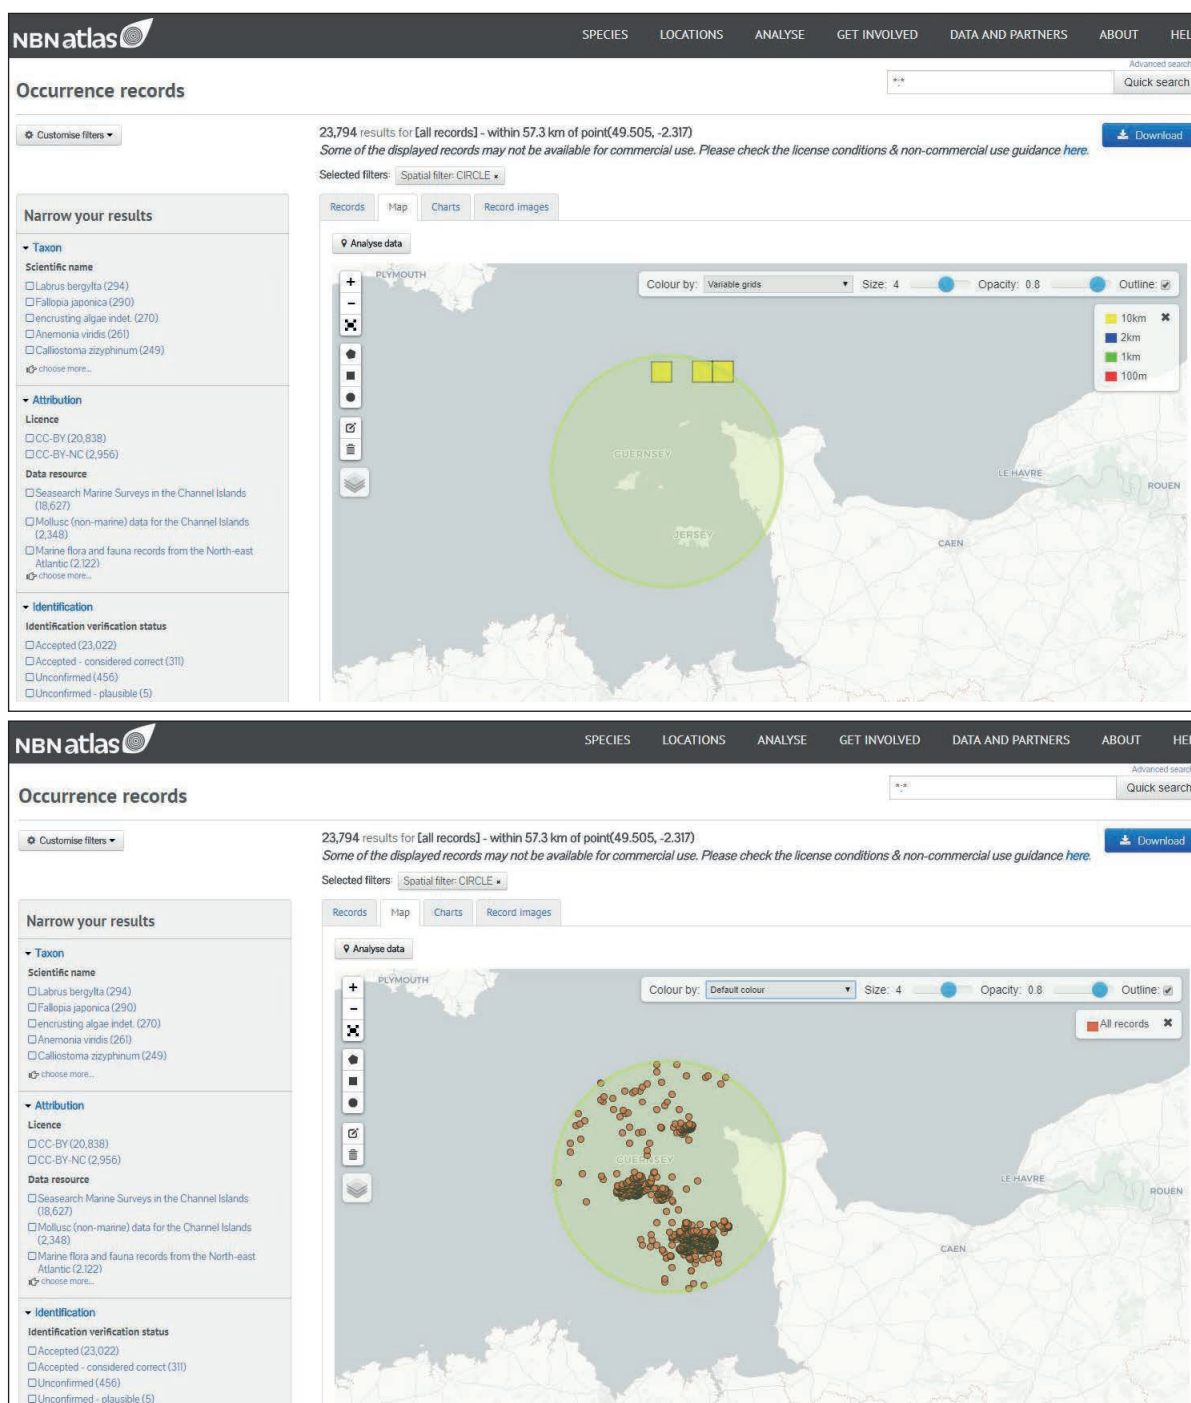 NBN atlas
SPECIES LOCATIONS ANALYSE GET INVOLVED DATA AND PARTNERS ABOUT HEL
Advanced search
Occurrence records
*:* Quick search
Customise filters
23,794 results for [all records] - within 57.3 km of point(49.505, -2.317)
Download
Some of the displayed records may not be available for commercial use. Please check the license conditions & non-commercial use guidance here.
Selected filters: Spatial filter: CIRCLE ×
Narrow your results
Records Map Charts Record images
Taxon
Analyse data
Scientific name
Labrus bergylta (294)
Fallopia japonica (290)
encrusting algae indet. (270)
Anemonia viridis (261)
Calliostoma zizyphinum (249)
choose more...
Attribution
Licence
CC-BY (20,838)
CC-BY-NC (2,956)
Data resource
Seasearch Marine Surveys in the Channel Islands
(18,627)
Mollusc (non-marine) data for the Channel Islands
(2,348)
Marine flora and fauna records from the North-east
Atlantic (2,122)
choose more...
Identification
Identification verification status
Accepted (23,022)
Accepted - considered correct (311)
Unconfirmed (456)
Unconfirmed - plausible (5)
+
−
PLYMOUTH
Colour by: Variable grids Size: 4 Opacity: 0.8 Outline:
10km ×
2km
1km
100m
GUERNSEY
JERSEY
LE HAVRE
ROUEN
CAEN
NBN atlas
SPECIES LOCATIONS ANALYSE GET INVOLVED DATA AND PARTNERS ABOUT HEL
Advanced search
Occurrence records
*:* Quick search
Customise filters
23,794 results for [all records] - within 57.3 km of point(49.505, -2.317)
Download
Some of the displayed records may not be available for commercial use. Please check the license conditions & non-commercial use guidance here.
Selected filters: Spatial filter: CIRCLE ×
Narrow your results
Records Map Charts Record images
Taxon
Analyse data
Scientific name
Labrus bergylta (294)
Fallopia japonica (290)
encrusting algae indet. (270)
Anemonia viridis (261)
Calliostoma zizyphinum (249)
choose more...
Attribution
Licence
CC-BY (20,838)
CC-BY-NC (2,956)
Data resource
Seasearch Marine Surveys in the Channel Islands
(18,627)
Mollusc (non-marine) data for the Channel Islands
(2,348)
Marine flora and fauna records from the North-east
Atlantic (2,122)
choose more...
Identification
Identification verification status
Accepted (23,022)
Accepted - considered correct (311)
Unconfirmed (456)
Unconfirmed - plausible (5)
+
−
PLYMOUTH
Colour by: Default colour Size: 4 Opacity: 0.8 Outline:
All records ×
GUERNSEY
LE HAVRE
ROUEN
CAEN